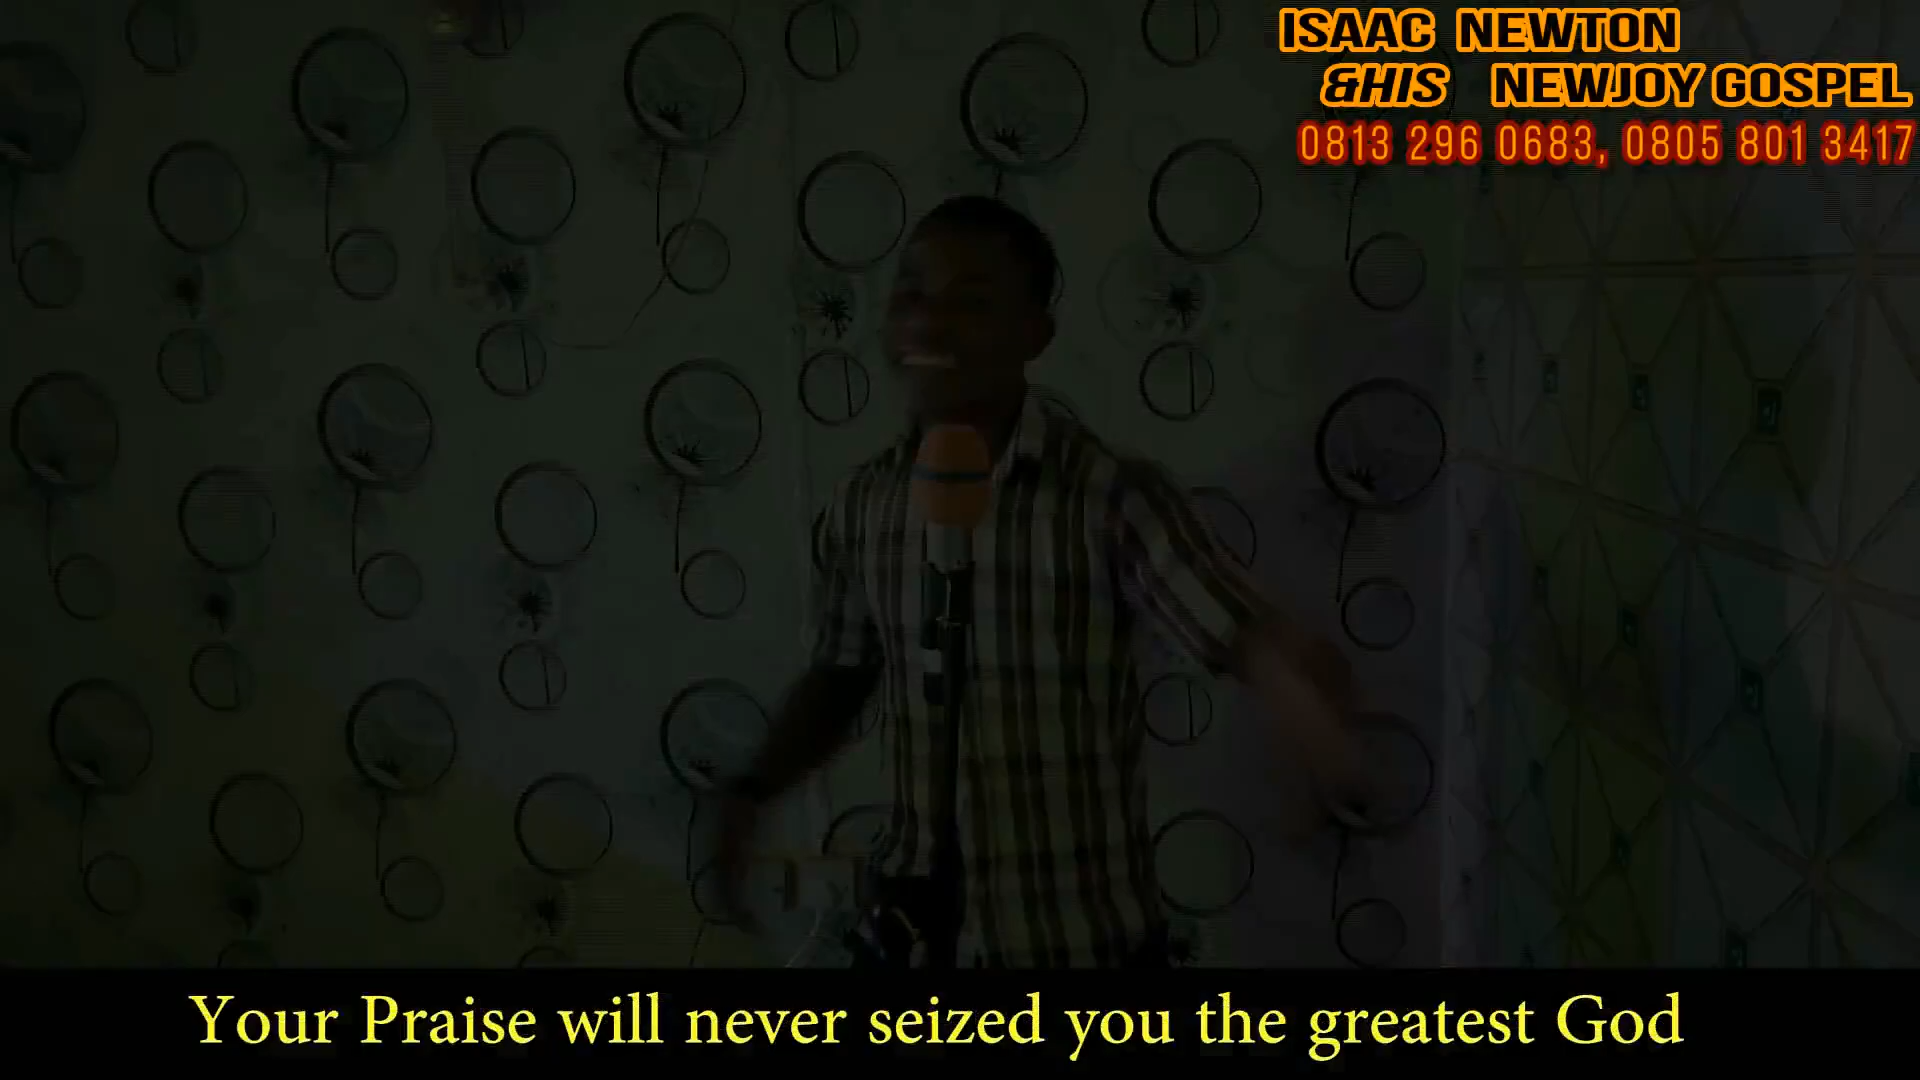 ISAAC NEWTON
&HIS NEWJOY GOSPEL
0813 296 0683, 0805 801 3417
Your Praise will never seized you the greatest God